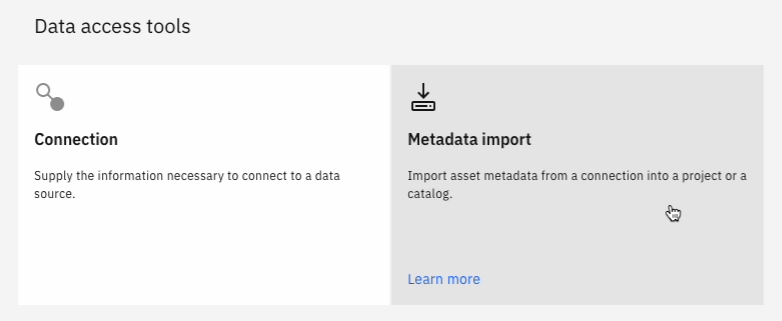 Data access tools
Connection
Supply the information necessary to connect to a data
source.
Metadata import
Import asset metadata from a connection into a project or a
catalog.
Learn more